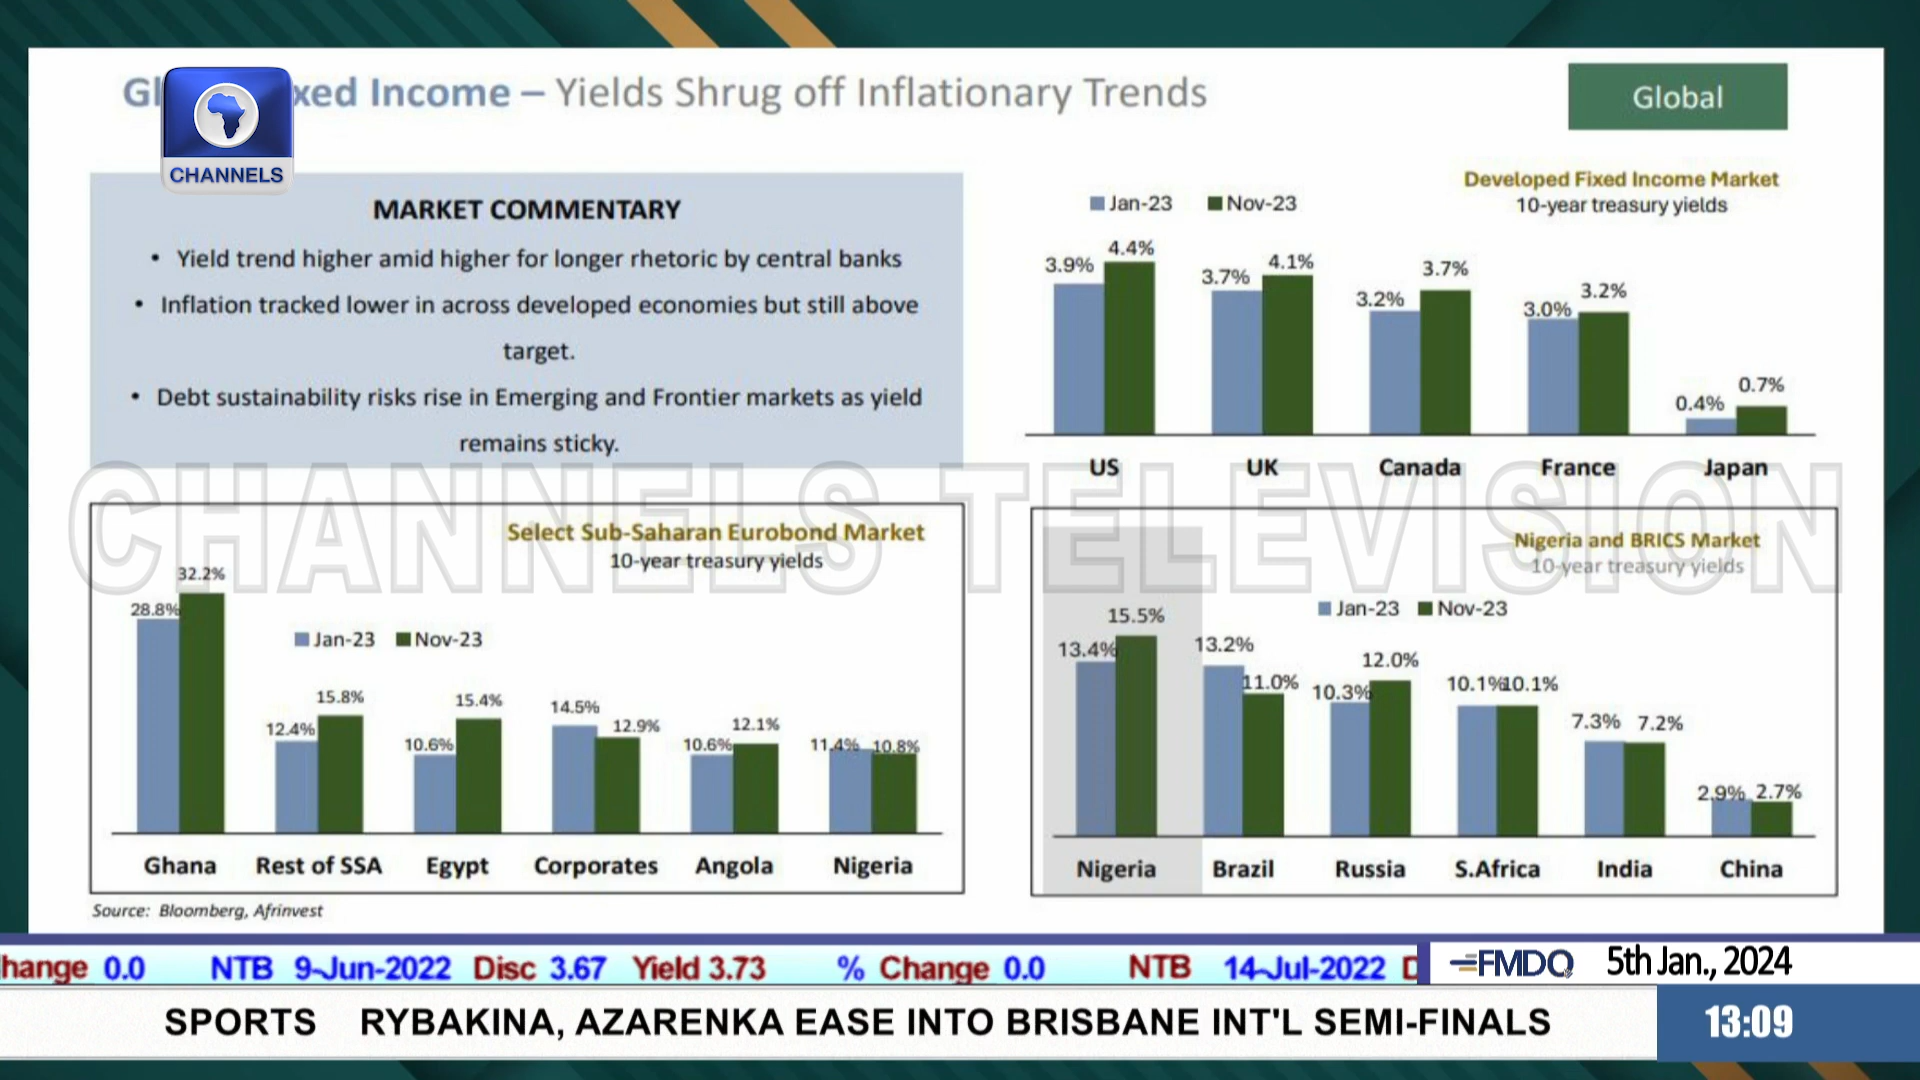 Gl xed Income – Yields Shrug off Inflationary Trends
Global
CHANNELS
MARKET COMMENTARY
• Yield trend higher amid higher for longer rhetoric by central banks
• Inflation tracked lower in across developed economies but still above
target.
• Debt sustainability risks rise in Emerging and Frontier markets as yield
remains sticky.
Developed Fixed Income Market
10-year treasury yields
Jan-23 Nov-23
3.9% 4.4% 3.7% 4.1% 3.2% 3.7% 3.0% 3.2% 0.4% 0.7%
US UK Canada France Japan
CHANNELS TELEVISION
Select Sub-Saharan Eurobond Market
10-year treasury yields
Jan-23 Nov-23
28.8% 32.2% 12.4% 15.8% 10.6% 15.4% 14.5% 12.9% 10.6% 12.1% 11.4% 10.8%
Ghana Rest of SSA Egypt Corporates Angola Nigeria
Nigeria and BRICS Market
10-year treasury yields
Jan-23 Nov-23
13.4% 15.5% 13.2% 11.0% 10.3% 12.0% 10.1% 10.1% 7.3% 7.2% 2.9% 2.7%
Nigeria Brazil Russia S.Africa India China
Source: Bloomberg, Afrinvest
hange 0.0 NTB 9-Jun-2022 Disc 3.67 Yield 3.73 % Change 0.0 NTB 14-Jul-2022 D
FMDQ 5th Jan., 2024
SPORTS RYBAKINA, AZARENKA EASE INTO BRISBANE INT'L SEMI-FINALS
13:09